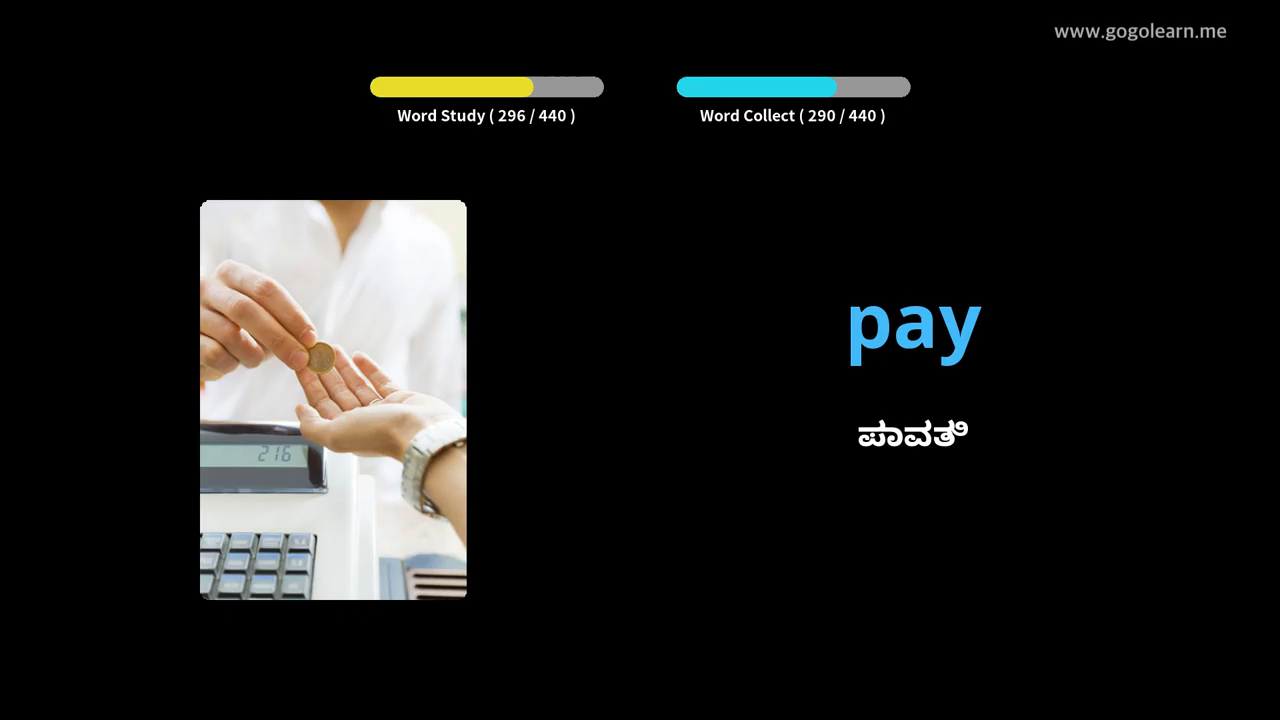 www.gogolearn.me
Word Study ( 296 / 440 )
Word Collect ( 290 / 440 )
216
pay
ಪಾವತಿ